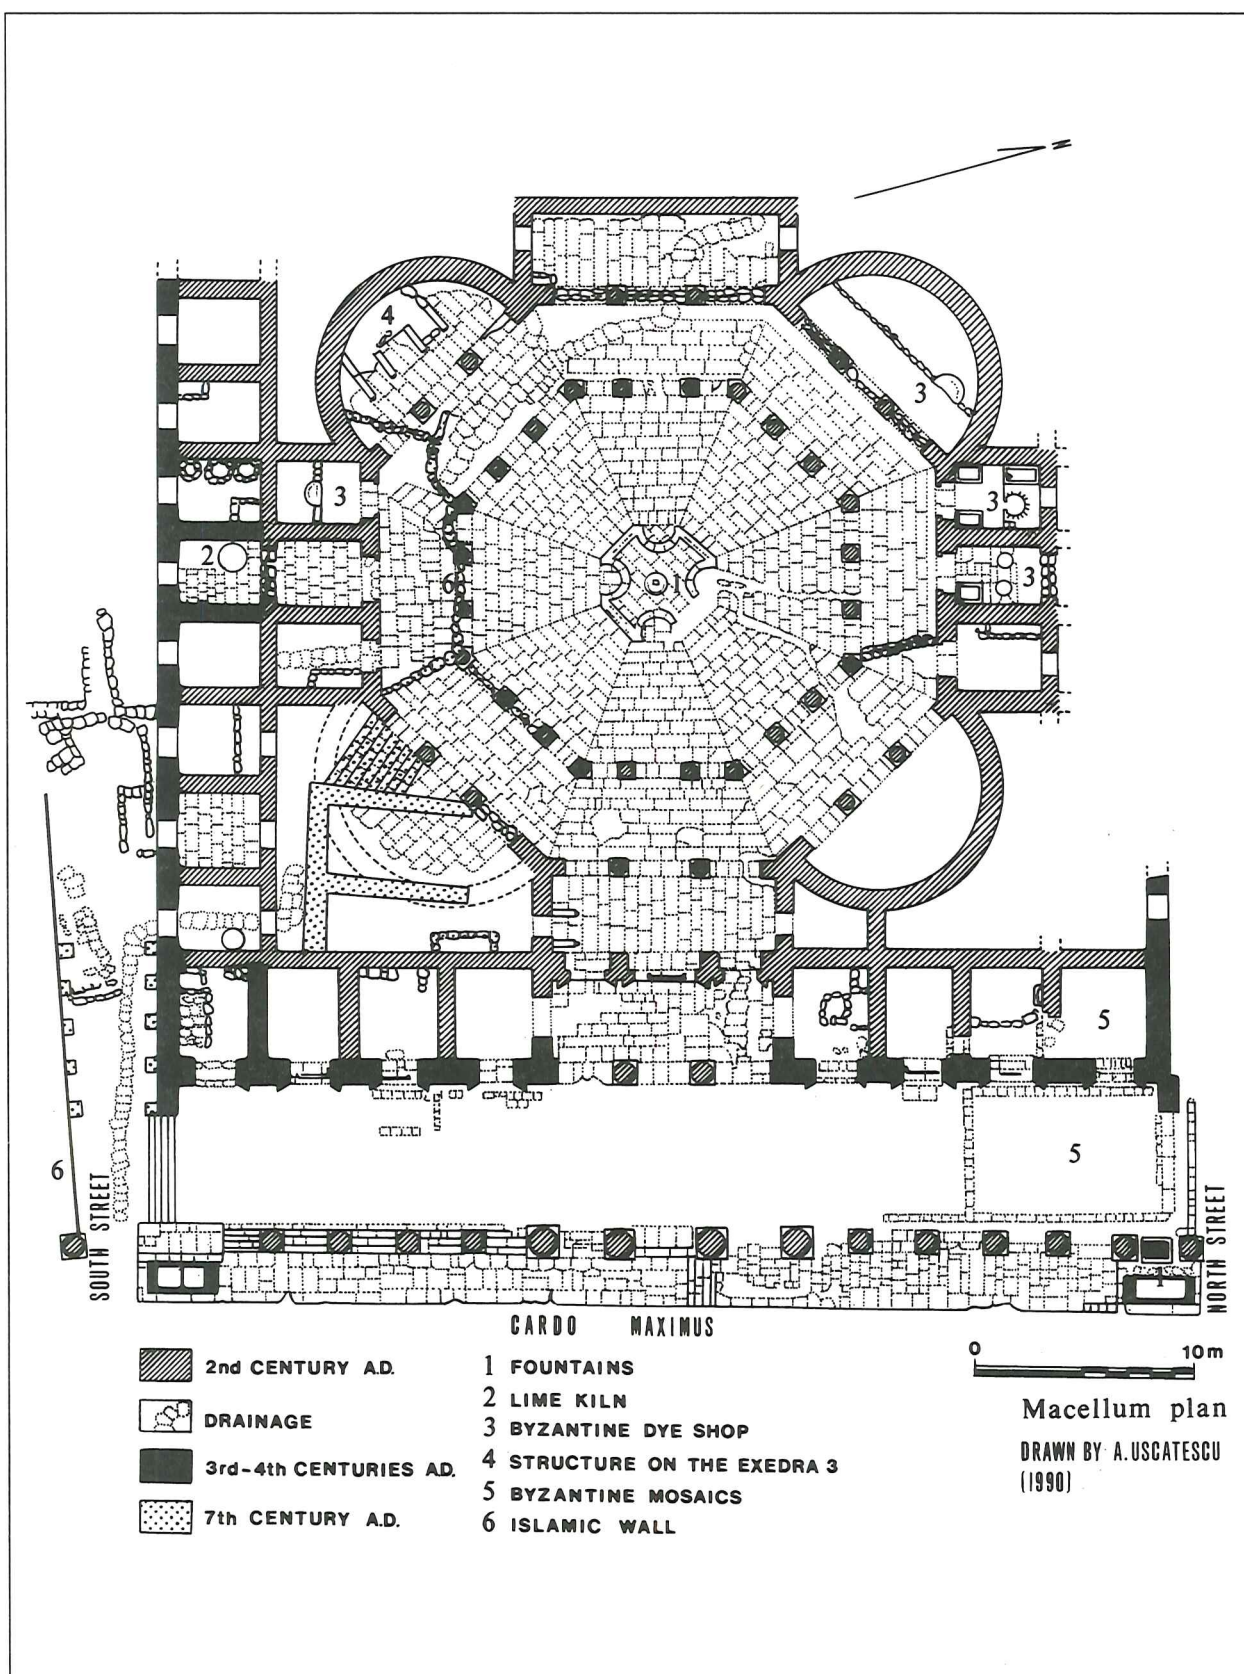 N
4
3
3
3
2
1
3
6
5
5
6
SOUTH STREET
NORTH STREET
1
CARDO MAXIMUS
2nd CENTURY A.D.
DRAINAGE
3rd-4th CENTURIES A.D.
7th CENTURY A.D.
1 FOUNTAINS
2 LIME KILN
3 BYZANTINE DYE SHOP
4 STRUCTURE ON THE EXEDRA 3
5 BYZANTINE MOSAICS
6 ISLAMIC WALL
0 10m
Macellum plan
DRAWN BY A. USCATESCU
(1990)